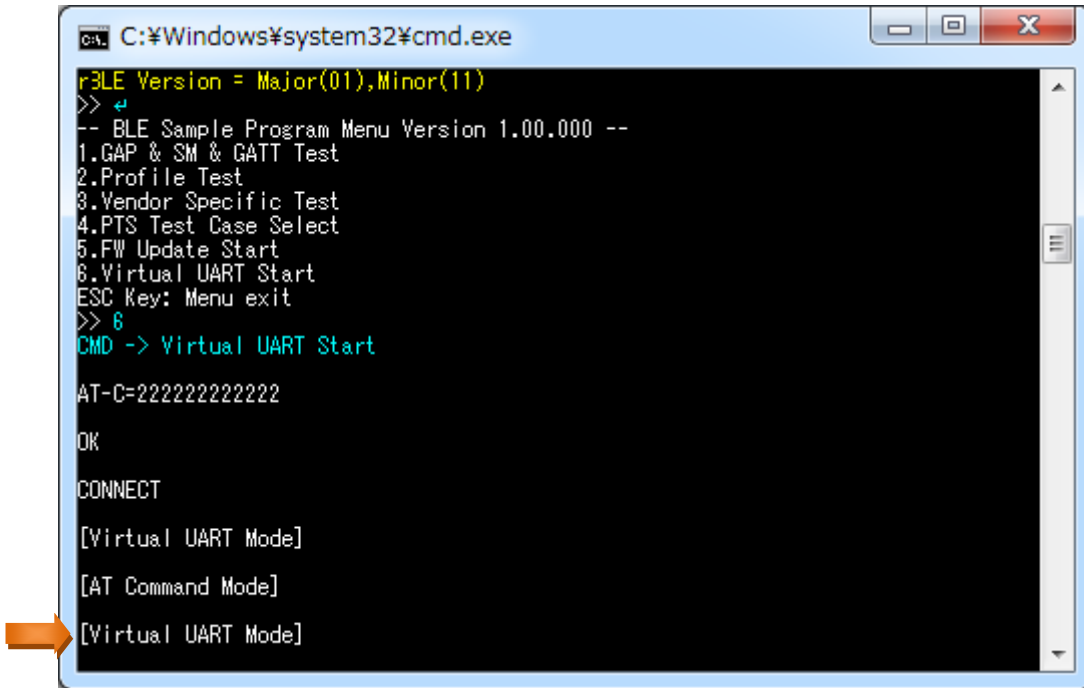 C:¥Windows¥system32¥cmd.exe
rBLE Version = Major(01),Minor(11)
>> ↵
-- BLE Sample Program Menu Version 1.00.000 --
1.GAP & SM & GATT Test
2.Profile Test
3.Vendor Specific Test
4.PTS Test Case Select
5.FW Update Start
6.Virtual UART Start
ESC Key: Menu exit
>> 6
CMD -> Virtual UART Start
AT-C=222222222222
OK
CONNECT
[Virtual UART Mode]
[AT Command Mode]
[Virtual UART Mode]